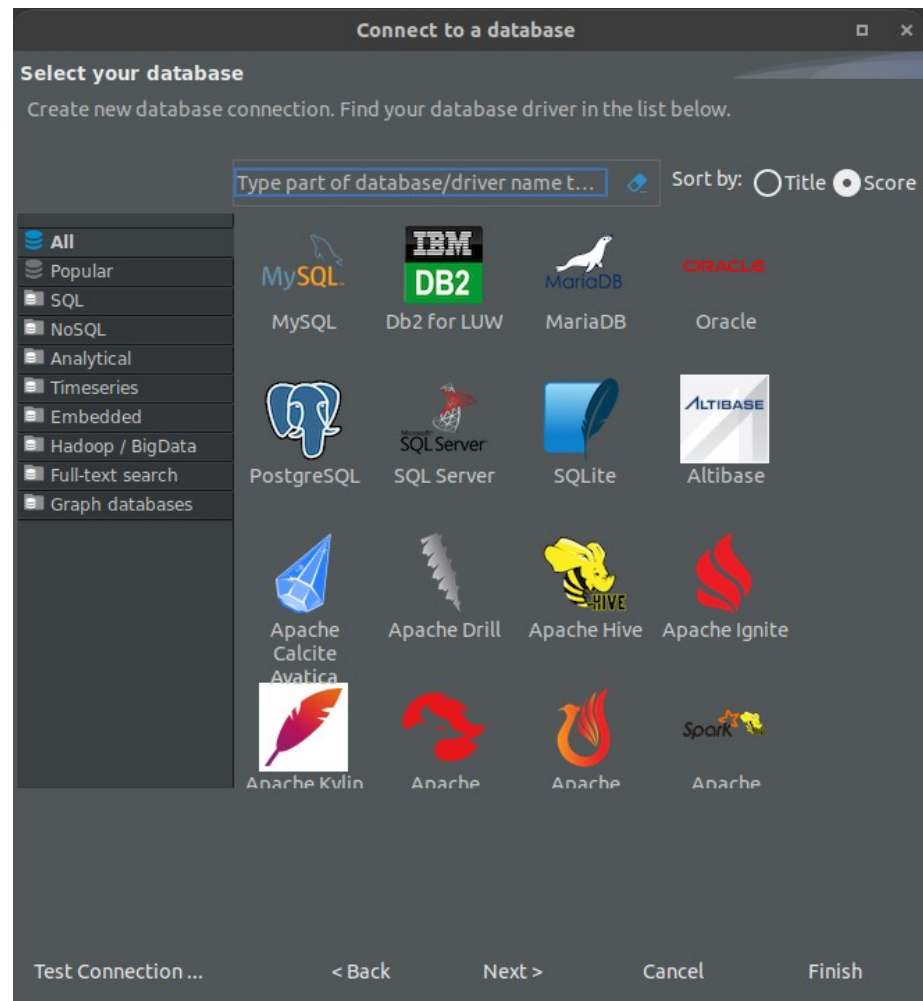 Connect to a database
Select your database
Create new database connection. Find your database driver in the list below.
Type part of database/driver name t...
Sort by: Title Score
All
Popular
SQL
NoSQL
Analytical
Timeseries
Embedded
Hadoop / BigData
Full-text search
Graph databases
MySQL
IBM
DB2
MariaDB
ORACLE
MySQL Db2 for LUW MariaDB Oracle
Microsoft
SQL Server
ALTIBASE
PostgreSQL SQL Server SQLite Altibase
HIVE
Apache Calcite Avatica
Apache Drill Apache Hive Apache Ignite
Spark
Apache Kylin Apache Apache Apache
Test Connection ... < Back Next > Cancel Finish